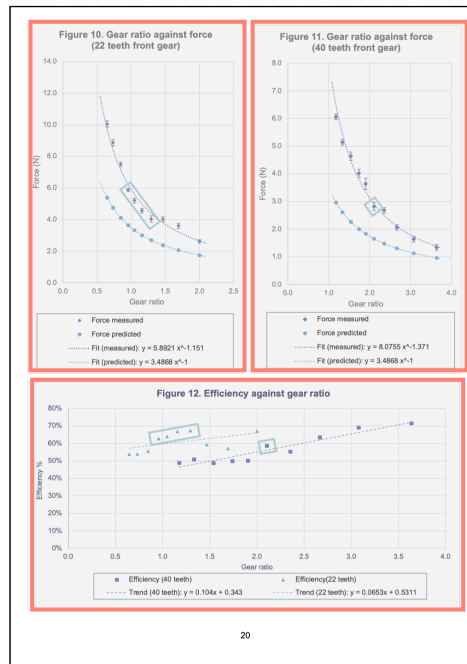 Figure 10. Gear ratio against force
(22 teeth front gear)
14.0
12.0
10.0
8.0
6.0
4.0
2.0
0.0
Force (N)
0.0 0.5 1.0 1.5 2.0 2.5
Gear ratio
Force measured
Force predicted
Fit (measured): y = 5.8921 x^-1.151
Fit (predicted): y = 3.4868 x^-1
Figure 11. Gear ratio against force
(40 teeth front gear)
8.0
7.0
6.0
5.0
4.0
3.0
2.0
1.0
0.0
Force (N)
0.0 1.0 2.0 3.0 4.0
Gear ratio
Force measured
Force predicted
Fit (measured): y = 8.0755 x^-1.371
Fit (predicted): y = 3.4868 x^-1
Figure 12. Efficiency against gear ratio
80%
70%
60%
50%
40%
30%
20%
10%
0%
Efficiency %
0.0 0.5 1.0 1.5 2.0 2.5 3.0 3.5 4.0
Gear ratio
Efficiency (40 teeth) Efficiency(22 teeth)
Trend (40 teeth): y = 0.104x + 0.343 Trend (22 teeth): y = 0.0653x + 0.5311
20